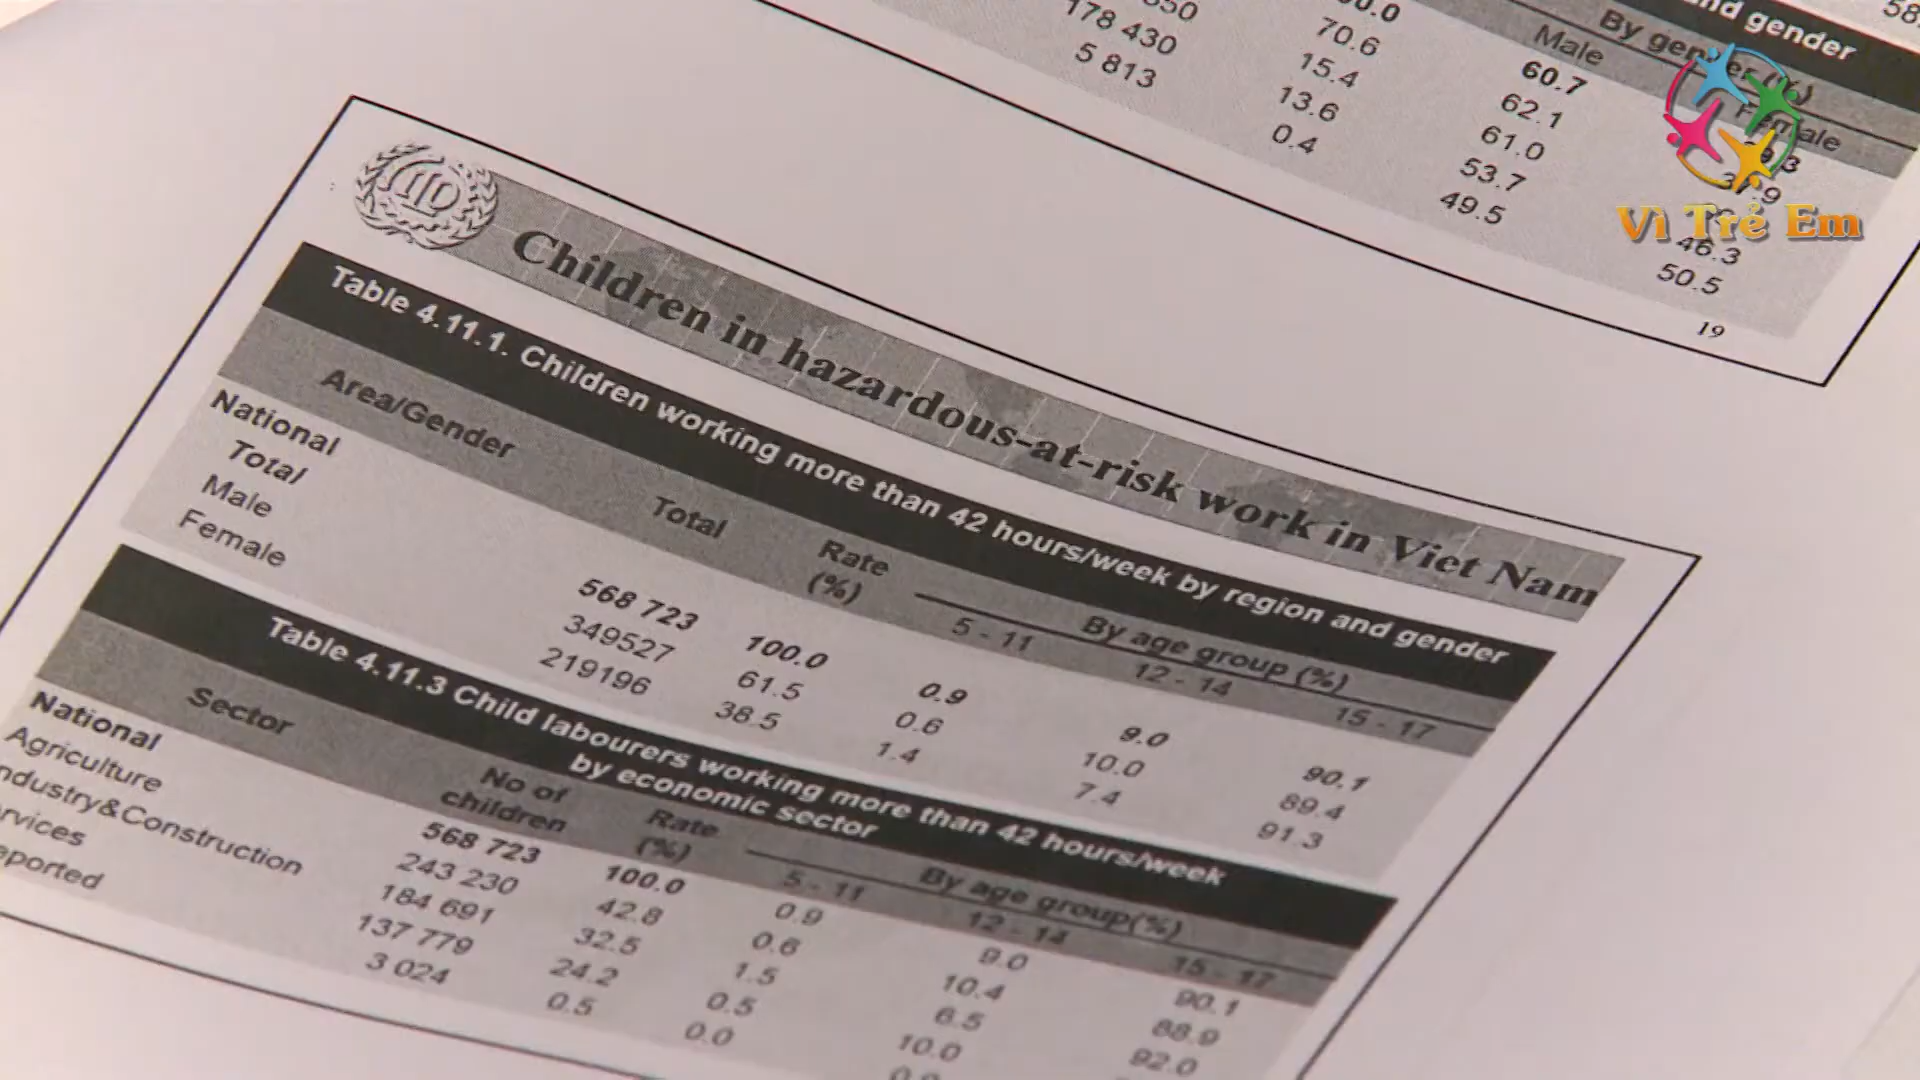 and gender
By gender (%)
Male Female
60.7
178 430 70.6 62.1
5 813 15.4 61.0
13.6 53.7 46.3
0.4 49.5 50.5
19
Vì Trẻ Em
ILO
Children in hazardous-at-risk work in Viet Nam
Table 4.11.1. Children working more than 42 hours/week by region and gender
Area/Gender Total Rate (%) By age group (%)
5 - 11 12 - 14 15 - 17
National
Total 568 723 100.0 0.9 9.0 90.1
Male 349527 61.5 0.6 10.0 89.4
Female 219196 38.5 1.4 7.4 91.3
Table 4.11.3 Child labourers working more than 42 hours/week
by economic sector
Sector No of children Rate (%) By age group(%)
5 - 11 12 - 14 15 - 17
National 568 723 100.0 0.9 9.0 90.1
Agriculture 243 230 42.8 0.6 10.4 88.9
ndustry&Construction 184 691 32.5 1.5 6.5 92.0
rvices 137 779 24.2 0.5 10.0
eported 3 024 0.5 0.0